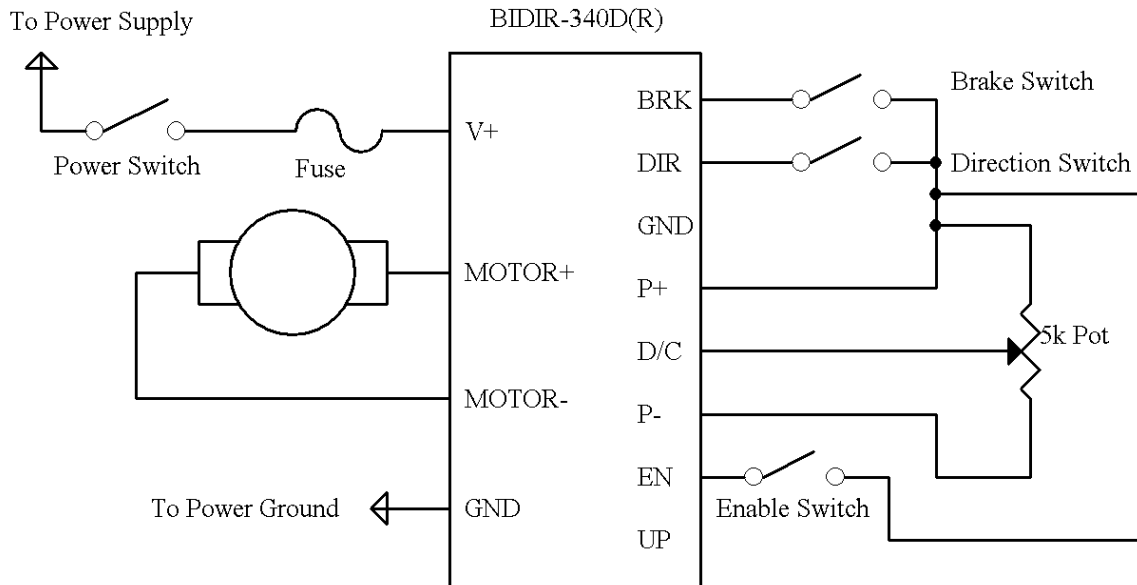 To Power Supply
BIDIR-340D(R)
Power Switch
Fuse
V+
MOTOR+
MOTOR-
To Power Ground
GND
BRK
DIR
GND
P+
D/C
P-
EN
UP
Brake Switch
Direction Switch
5k Pot
Enable Switch